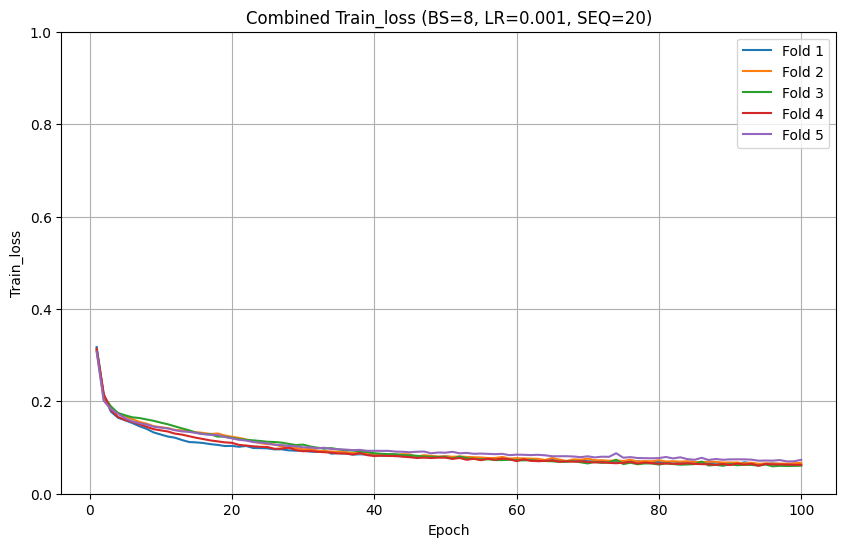 Combined Train_loss (BS=8, LR=0.001, SEQ=20)
Fold 1
Fold 2
Fold 3
Fold 4
Fold 5
Train_loss
1.0
0.8
0.6
0.4
0.2
0.0
0
20
40
60
80
100
Epoch